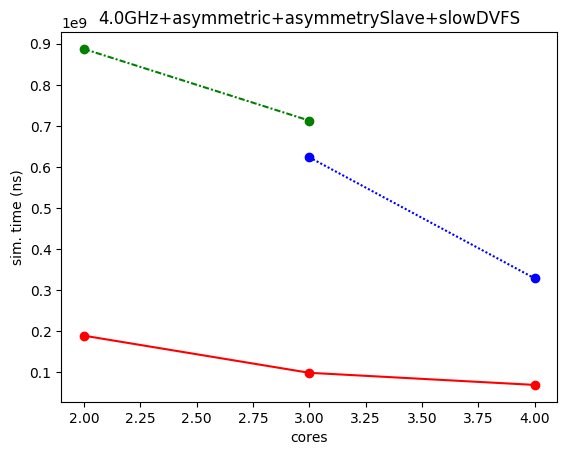 4.0GHz+asymmetric+asymmetrySlave+slowDVFS
1e9
0.9
0.8
0.7
0.6
0.5
0.4
0.3
0.2
0.1
sim. time (ns)
2.00 2.25 2.50 2.75 3.00 3.25 3.50 3.75 4.00
cores